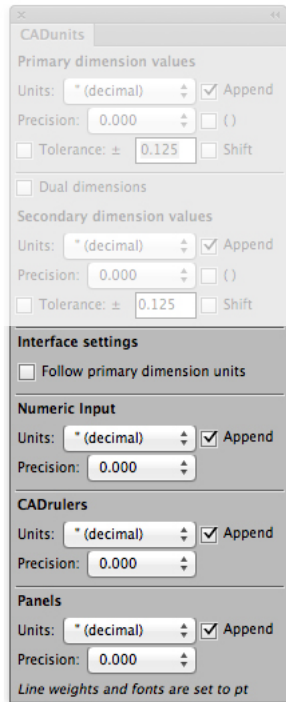 CADunits
Primary dimension values
Units: " (decimal) Append
Precision: 0.000 ( )
Tolerance: ± 0.125 Shift
Dual dimensions
Secondary dimension values
Units: " (decimal) Append
Precision: 0.000 ( )
Tolerance: ± 0.125 Shift
Interface settings
Follow primary dimension units
Numeric Input
Units: " (decimal) Append
Precision: 0.000
CADrulers
Units: " (decimal) Append
Precision: 0.000
Panels
Units: " (decimal) Append
Precision: 0.000
Line weights and fonts are set to pt